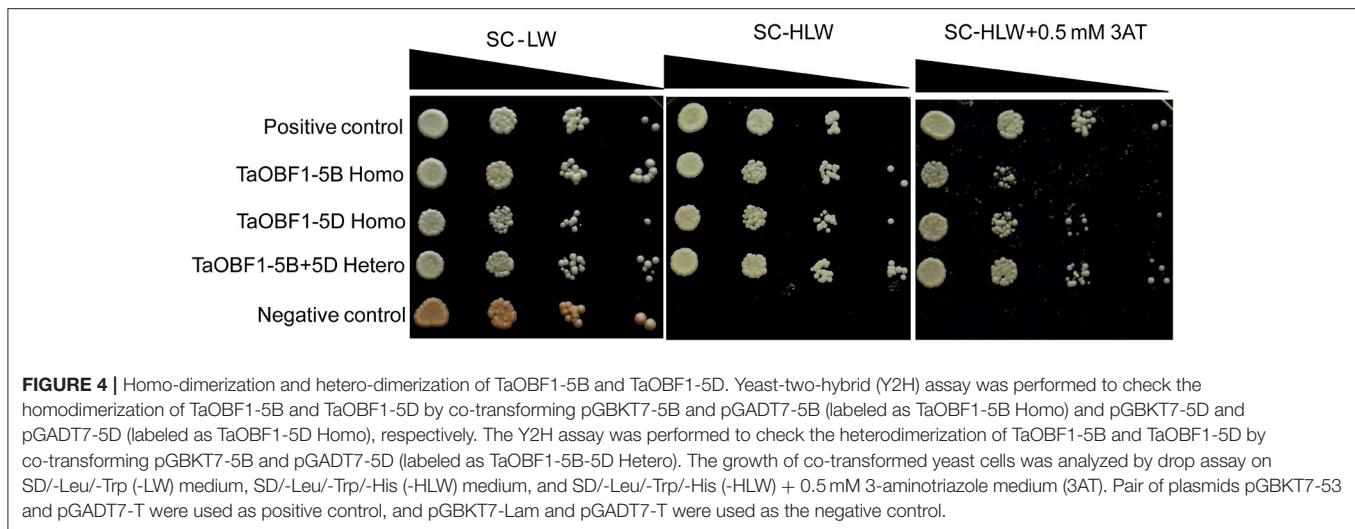 SC-LW
SC-HLW
SC-HLW+0.5 mM 3AT
Positive control
TaOBF1-5B Homo
TaOBF1-5D Homo
TaOBF1-5B+5D Hetero
Negative control
FIGURE 4 | Homo-dimerization and hetero-dimerization of TaOBF1-5B and TaOBF1-5D. Yeast-two-hybrid (Y2H) assay was performed to check the
homodimerization of TaOBF1-5B and TaOBF1-5D by co-transforming pGBKT7-5B and pGADT7-5B (labeled as TaOBF1-5B Homo) and pGBKT7-5D and
pGADT7-5D (labeled as TaOBF1-5D Homo), respectively. The Y2H assay was performed to check the heterodimerization of TaOBF1-5B and TaOBF1-5D by
co-transforming pGBKT7-5B and pGADT7-5D (labeled as TaOBF1-5B-5D Hetero). The growth of co-transformed yeast cells was analyzed by drop assay on
SD/-Leu/-Trp (-LW) medium, SD/-Leu/-Trp/-His (-HLW) medium, and SD/-Leu/-Trp/-His (-HLW) + 0.5 mM 3-aminotriazole medium (3AT). Pair of plasmids pGBKT7-53
and pGADT7-T were used as positive control, and pGBKT7-Lam and pGADT7-T were used as the negative control.